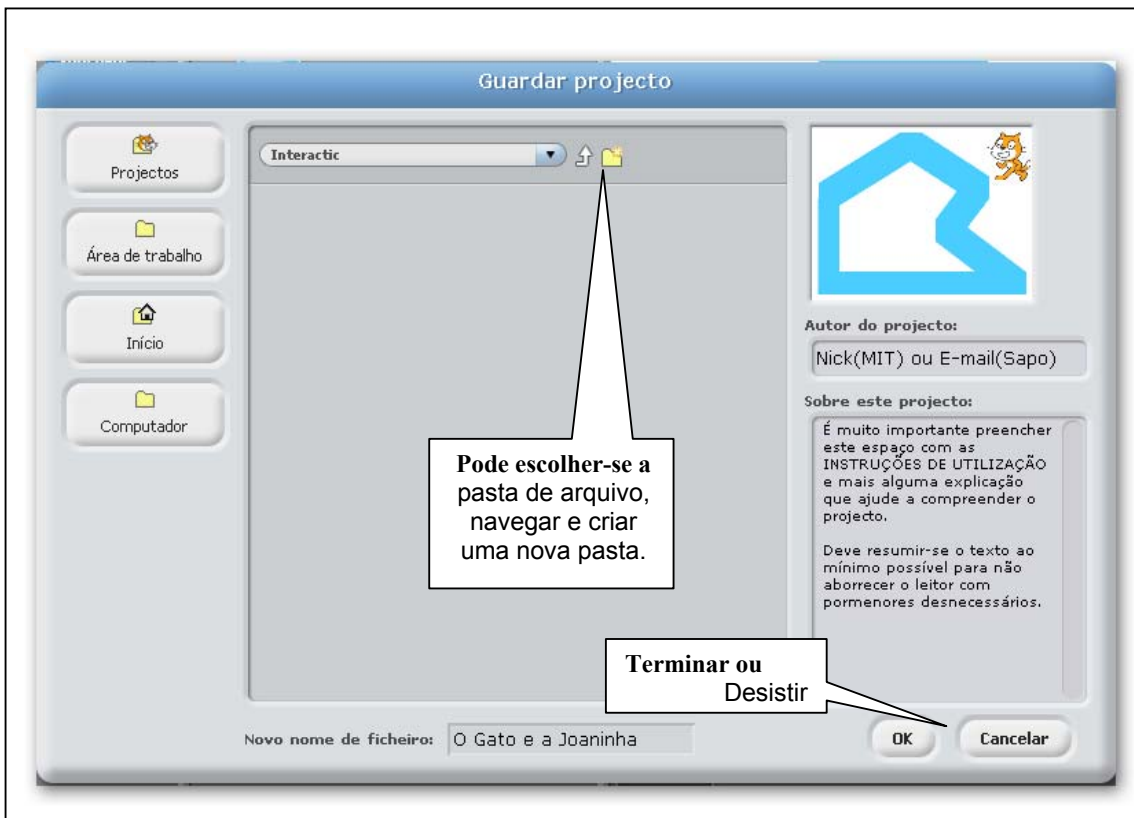 Guardar projecto
Projectos
Área de trabalho
Início
Computador
Interactic
Pode escolher-se a
pasta de arquivo,
navegar e criar
uma nova pasta.
Autor do projecto:
Nick(MIT) ou E-mail(Sapo)
Sobre este projecto:
É muito importante preencher
este espaço com as
INSTRUÇÕES DE UTILIZAÇÃO
e mais alguma explicação
que ajude a compreender o
projecto.
Deve resumir-se o texto ao
mínimo possível para não
aborrecer o leitor com
pormenores desnecessários.
Terminar ou
Desistir
Novo nome de ficheiro: O Gato e a Joaninha
OK
Cancelar